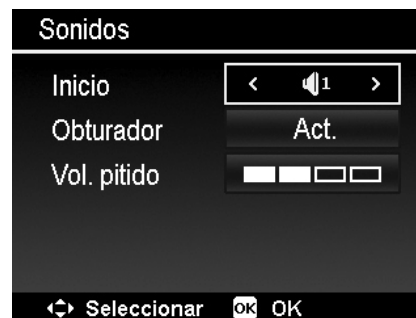 Sonidos
Inicio < 1 >
Obturador Act.
Vol. pitido
Seleccionar OK OK